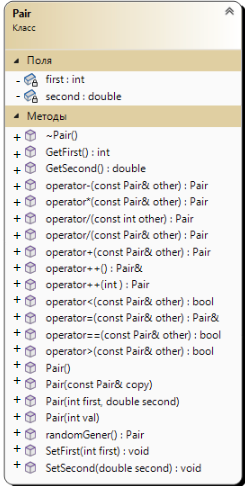 Pair
Класс
Поля
- first : int
- second : double
Методы
+ ~Pair()
+ GetFirst() : int
+ GetSecond() : double
+ operator-(const Pair& other) : Pair
+ operator*(const Pair& other) : Pair
+ operator/(const int other) : Pair
+ operator/(const Pair& other) : Pair
+ operator+(const Pair& other) : Pair
+ operator++() : Pair&
+ operator++(int ) : Pair
+ operator<(const Pair& other) : bool
+ operator=(const Pair& other) : Pair&
+ operator==(const Pair& other) : bool
+ operator>(const Pair& other) : bool
+ Pair()
+ Pair(const Pair& copy)
+ Pair(int first, double second)
+ Pair(int val)
+ randomGener() : Pair
+ SetFirst(int first) : void
+ SetSecond(double second) : void